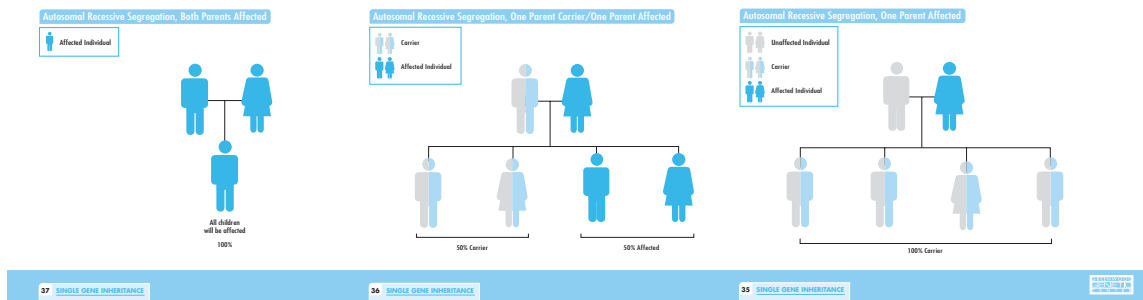 Autosomal Recessive Segregation, Both Parents Affected
Affected Individual
All children
will be affected
100%
37 SINGLE GENE INHERITANCE
Autosomal Recessive Segregation, One Parent Carrier/One Parent Affected
Carrier
Affected Individual
50% Carrier
50% Affected
36 SINGLE GENE INHERITANCE
Autosomal Recessive Segregation, One Parent Affected
Unaffected Individual
Carrier
Affected Individual
100% Carrier
35 SINGLE GENE INHERITANCE